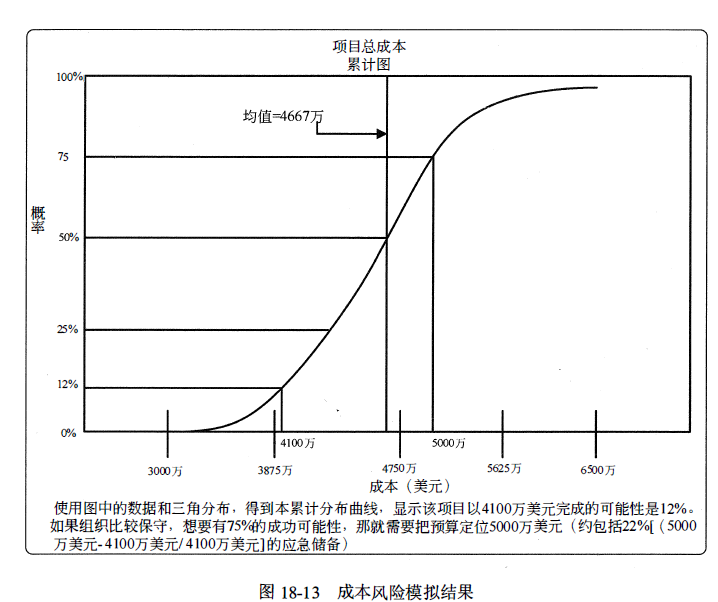 项目总成本
累计图
100%
均值=4667万
75
概率
50%
25%
12%
0%
4100万
5000万
3000万
3875万
4750万
5625万
6500万
成本（美元）
使用图中的数据和三角分布，得到本累计分布曲线，显示该项目以4100万美元完成的可能性是12%。
如果组织比较保守，想要有75%的成功可能性，那就需要把预算定位5000万美元（约包括22%[（5000
万美元-4100万美元/4100万美元]的应急储备）
图 18-13 成本风险模拟结果